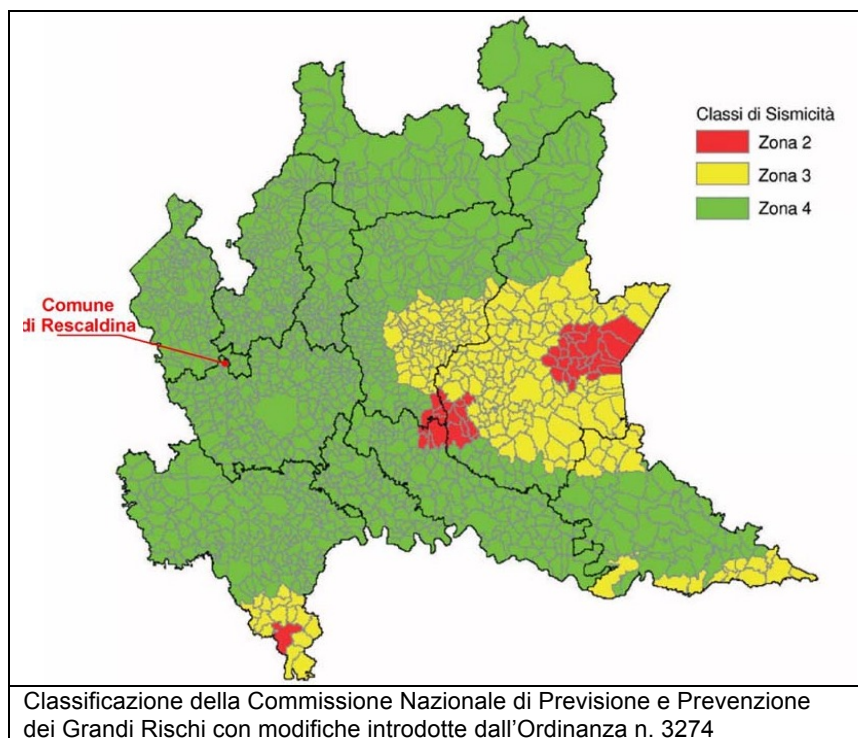 Classi di Sismicità
Zona 2
Zona 3
Zona 4
Comune
di Rescaldina
Classificazione della Commissione Nazionale di Previsione e Prevenzione
dei Grandi Rischi con modifiche introdotte dall'Ordinanza n. 3274